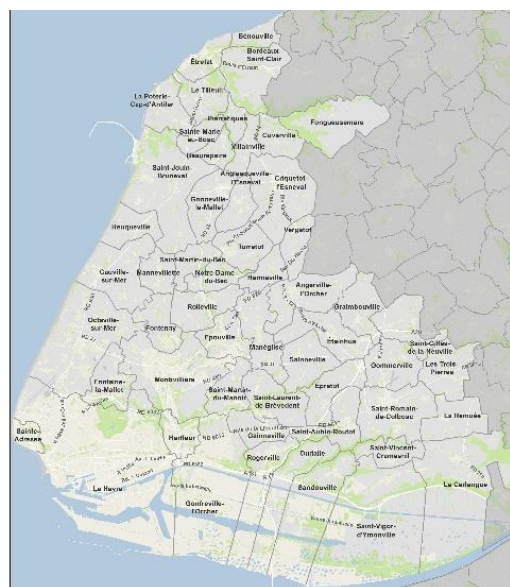 Bénouville
Bordeaux
Saint-Clair
Étretat
Le Tilleul
La Poterie-
Cap-d'Antifer
Pierrefiques
Fongueusemare
Sainte-Marie-
au-Bosc
Cuverville
Villainville
Beaurepaire
Saint-Jouin-
Bruneval
Anglesqueville-
l'Esneval
Criquetot-
l'Esneval
Gonneville-
la-Mallet
Vergetot
Heuqueville
Turretot
Saint-Martin-du-Bec
Cauville-
sur-Mer
Mannevillette
Notre-Dame-
du-Bec
Hermeville
Angerville-
l'Orcher
Rolleville
Graimbouville
Octeville-
sur-Mer
Fontenay
Épouville
Manéglise
Étainhus
Saint-Gilles-
de-la-Neuville
Sainneville
Gommerville
Les Trois
Pierres
Fontaine-
la-Mallet
Montivilliers
Saint-Martin-
du-Manoir
Saint-Laurent-
de-Brèvedent
Épretot
Saint-Romain-
de-Colbosc
La Remuée
Sainte-
Adresse
Harfleur
Gainneville
Saint-Aubin-Routot
Saint-Vincent-
Cramesnil
Rogerville
Oudalle
Le Havre
Sandouville
La Cerlangue
Gonfreville-
l'Orcher
Saint-Vigor-
d'Ymonville